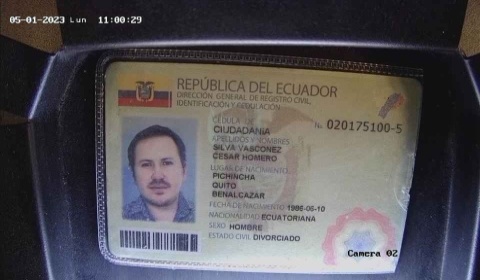 05-01-2023 Lun 11:00:29
REPÚBLICA DEL ECUADOR
DIRECCIÓN GENERAL DE REGISTRO CIVIL,
IDENTIFICACIÓN Y
CÉDULA DE
CIUDADANÍA
No. 020175100-5
APELLIDOS Y NOMBRES
SILVA VASCONEZ
CESAR HOMERO
LUGAR DE NACIMIENTO
PICHINCHA
QUITO
BENALCAZAR
FECHA DE NACIMIENTO 1986-06-10
NACIONALIDAD ECUATORIANA
SEXO HOMBRE
ESTADO CIVIL DIVORCIADO
Camera 02